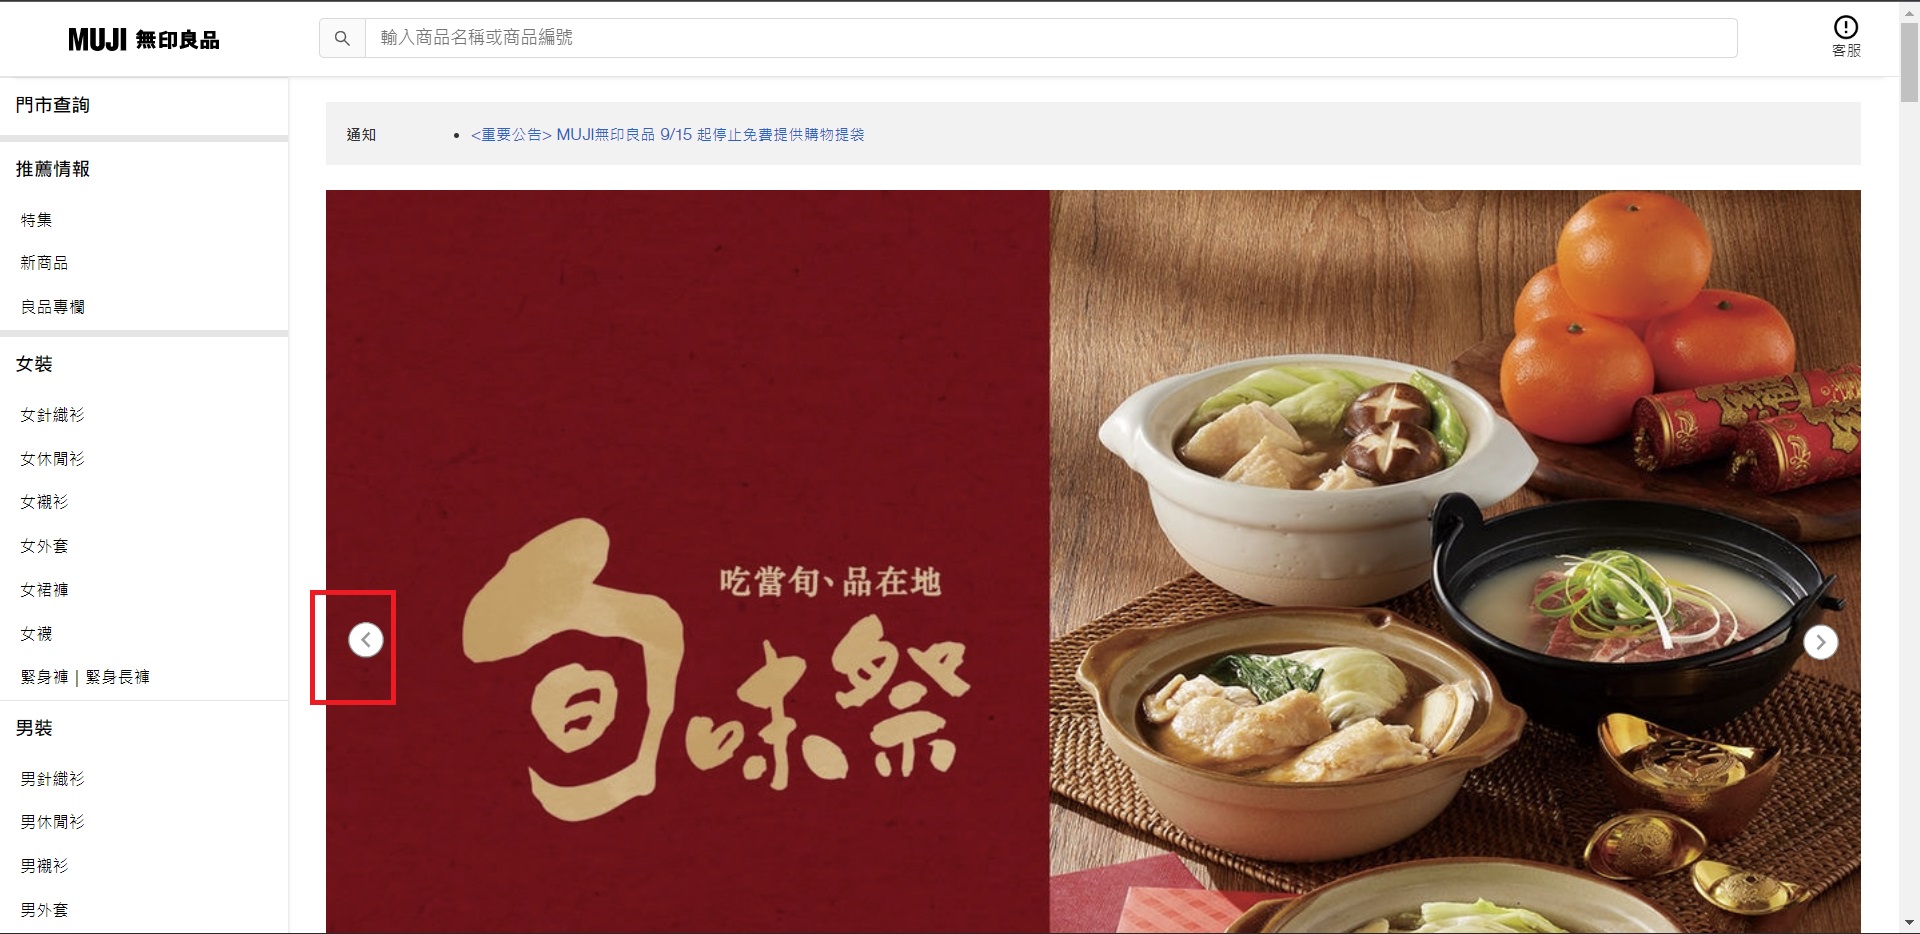 MUJI 無印良品
輸入商品名稱或商品編號
客服
門市查詢
推薦情報
特集
新商品
良品專欄
女裝
女針織衫
女休閒衫
女襯衫
女外套
女裙褲
女襪
緊身褲 | 緊身長褲
男裝
男針織衫
男休閒衫
男襯衫
男外套
通知
<重要公告> MUJI無印良品 9/15 起停止免費提供購物提袋
吃當旬、品在地
旬味祭